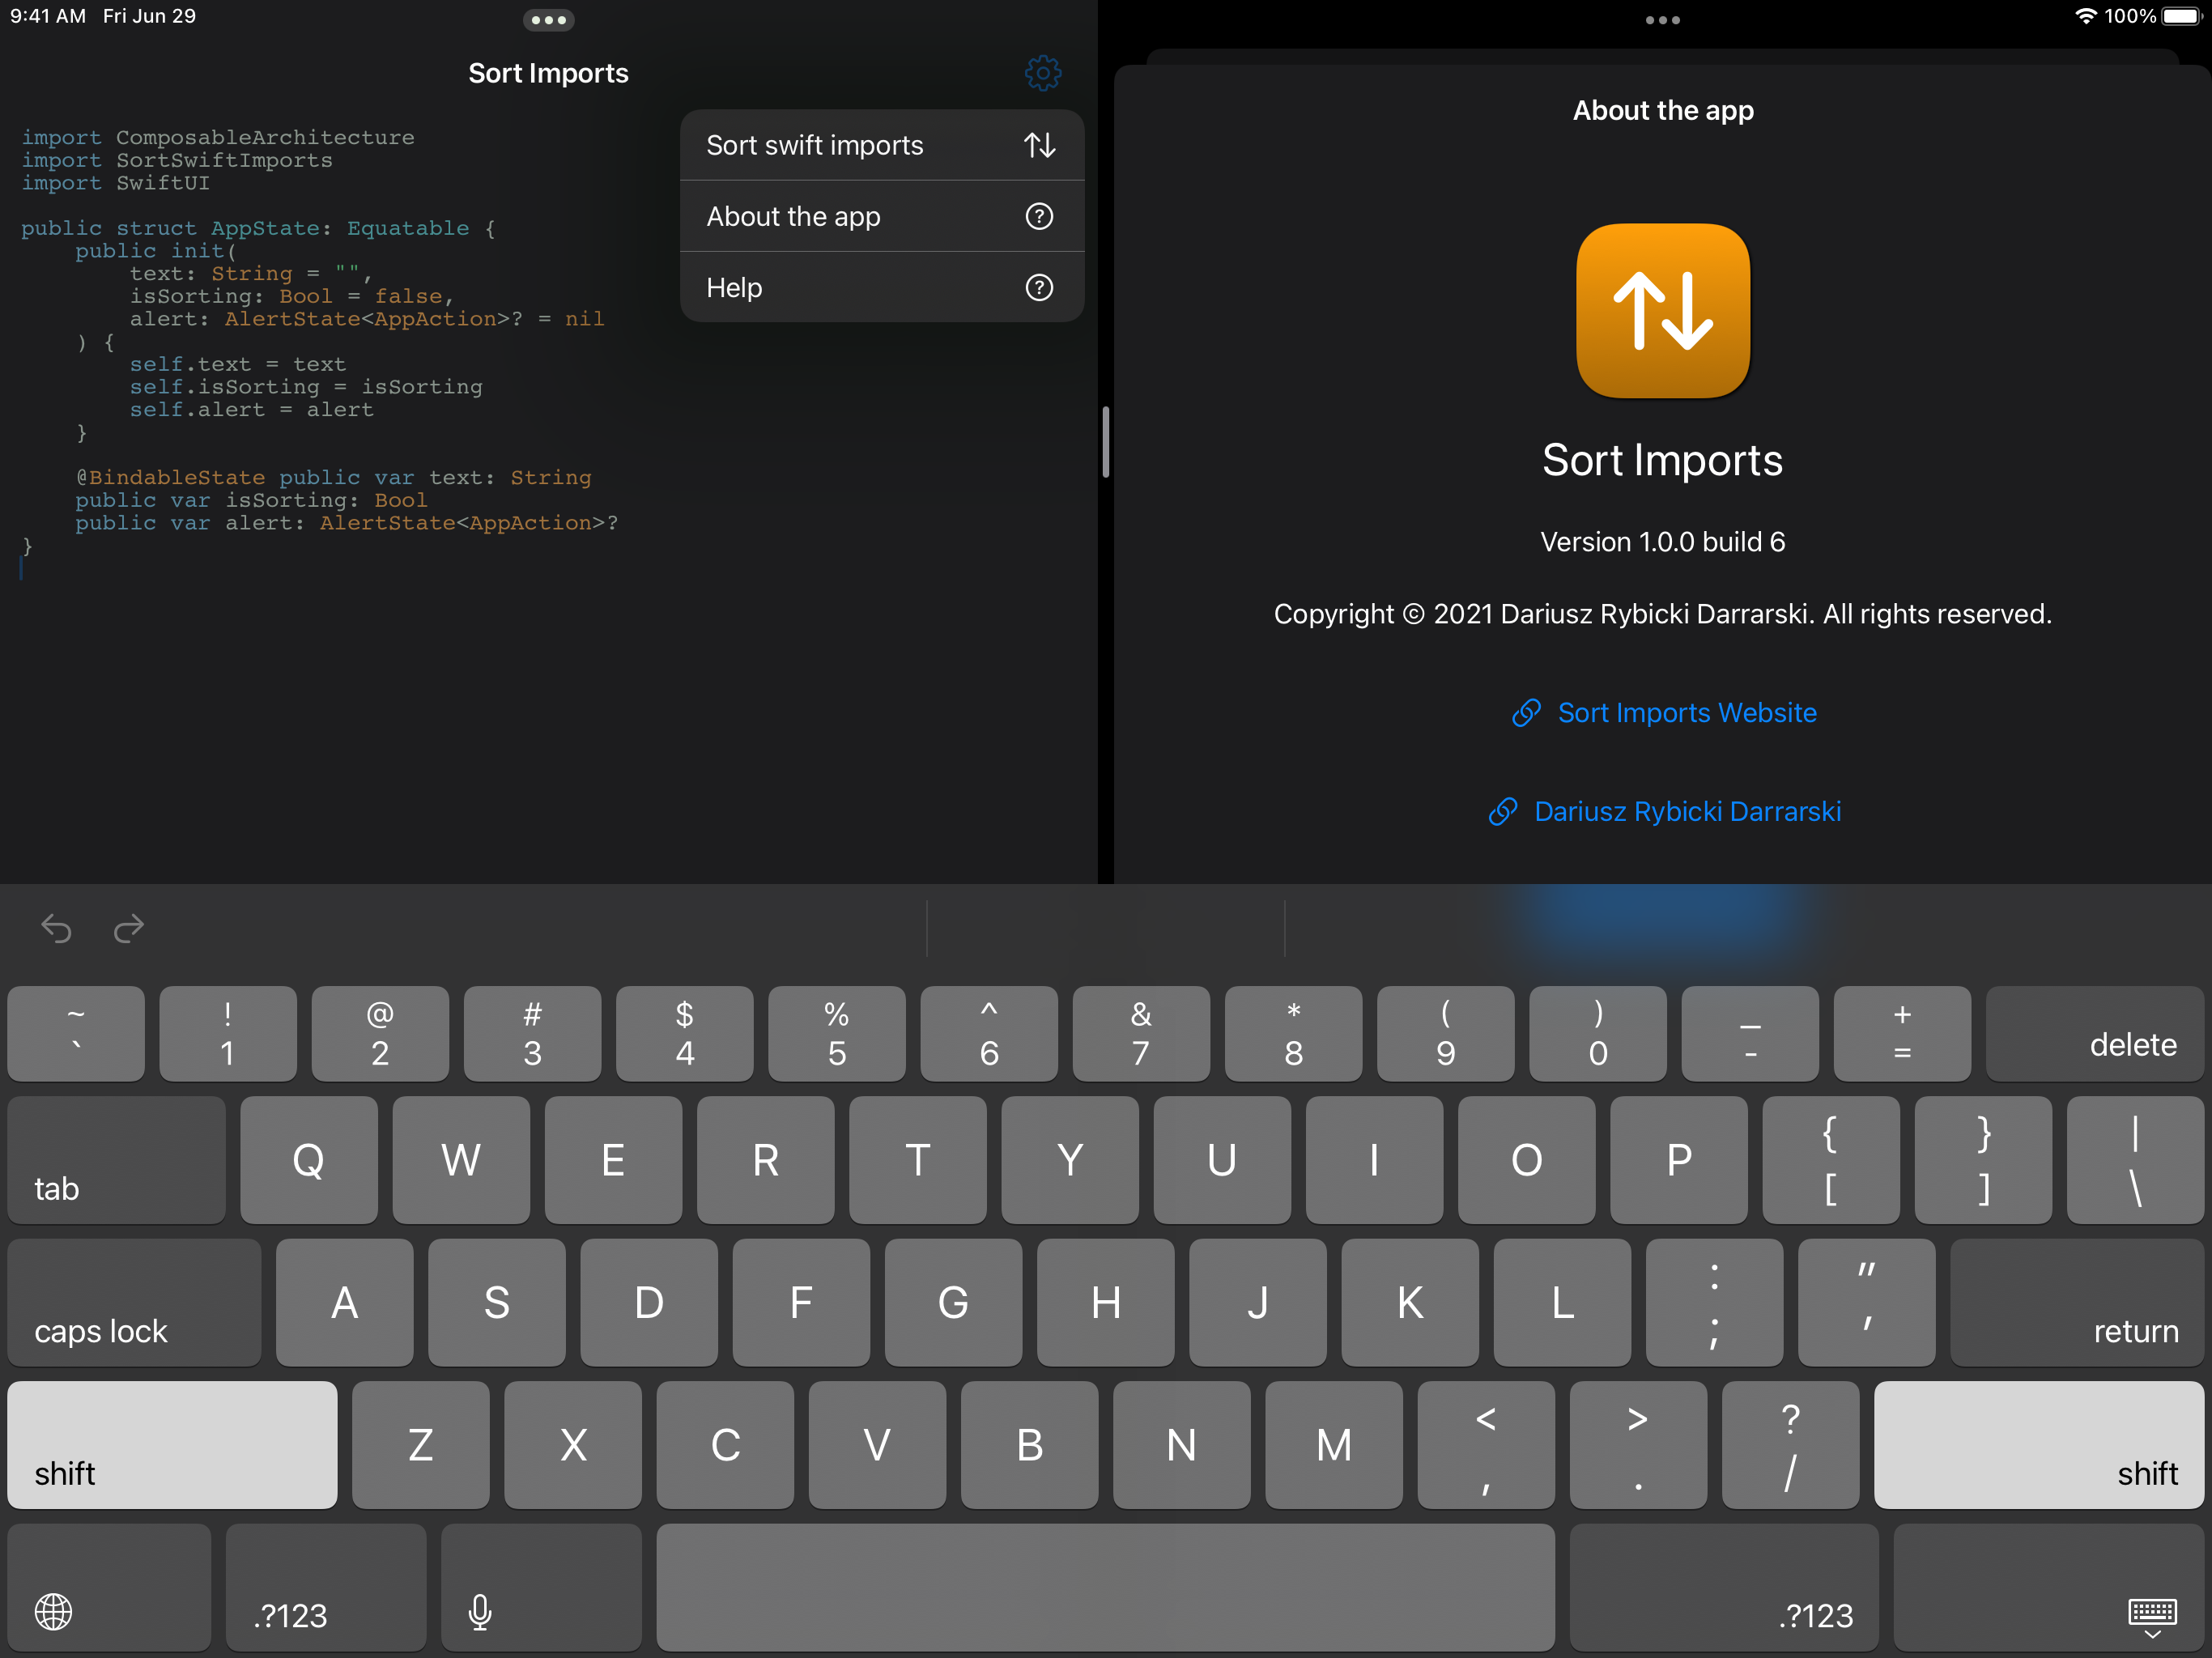 9:41 AM Fri Jun 29
100%
Sort Imports
import ComposableArchitecture
import SortSwiftImports
import SwiftUI
public struct AppState: Equatable {
    public init(
        text: String = "",
        isSorting: Bool = false,
        alert: AlertState<AppAction>? = nil
    ) {
        self.text = text
        self.isSorting = isSorting
        self.alert = alert
    }
    @BindableState public var text: String
    public var isSorting: Bool
    public var alert: AlertState<AppAction>?
}
Sort swift imports
About the app
Help
About the app
Sort Imports
Version 1.0.0 build 6
Copyright © 2021 Dariusz Rybicki Darrarski. All rights reserved.
Sort Imports Website
Dariusz Rybicki Darrarski
~ ! @ # $ % ^ & * ( ) _ +
` 1 2 3 4 5 6 7 8 9 0 - = delete
tab Q W E R T Y U I O P { [ } ] | \
caps lock A S D F G H J K L : ; " ' return
shift Z X C V B N M < , > . ? / shift
.?123 .?123